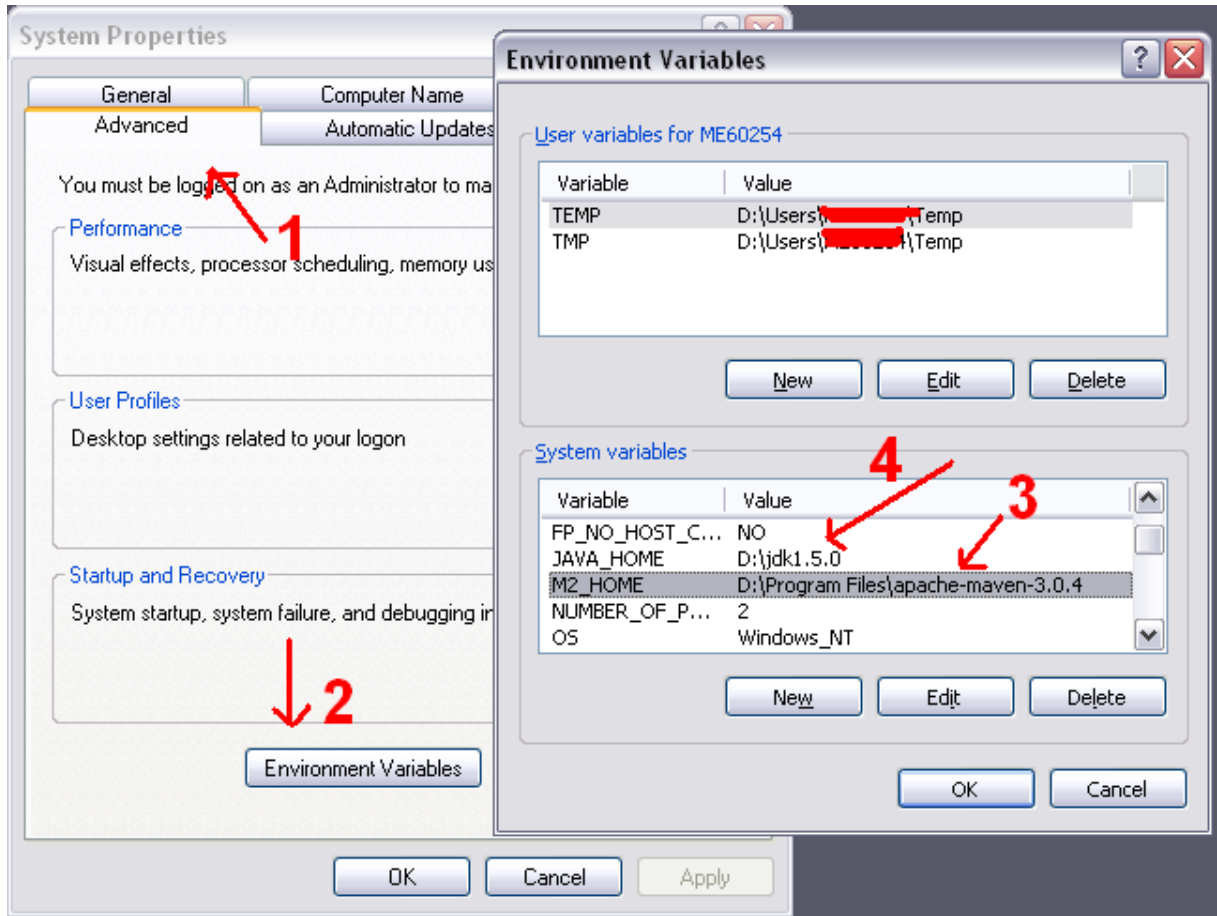 System Properties
General
Computer Name
Advanced
Automatic Updates
You must be logged on as an Administrator to ma
Performance
1
Visual effects, processor scheduling, memory us
User Profiles
Desktop settings related to your logon
Startup and Recovery
System startup, system failure, and debugging in
2
Environment Variables
OK
Cancel
Apply
Environment Variables
User variables for ME60254
Variable Value
TEMP D:\Users\ \Temp
TMP D:\Users\ \Temp
New
Edit
Delete
System variables
4
3
Variable Value
FP_NO_HOST_C... NO
JAVA_HOME D:\jdk1.5.0
M2_HOME D:\Program Files\apache-maven-3.0.4
NUMBER_OF_P... 2
OS Windows_NT
New
Edit
Delete
OK
Cancel